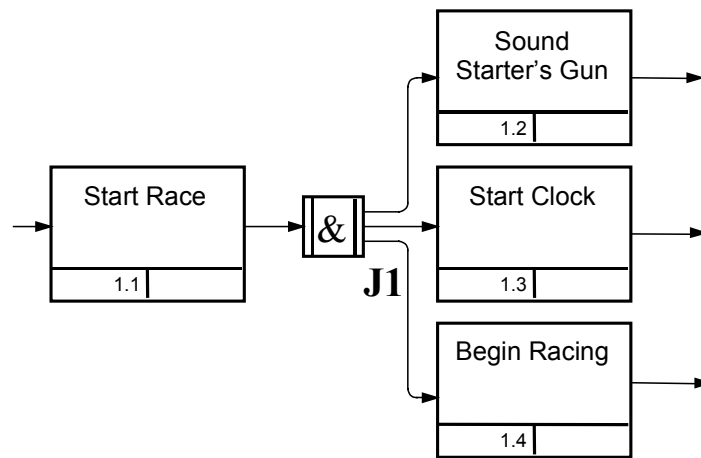 Start Race
1.1
&
J1
Sound
Starter’s Gun
1.2
Start Clock
1.3
Begin Racing
1.4